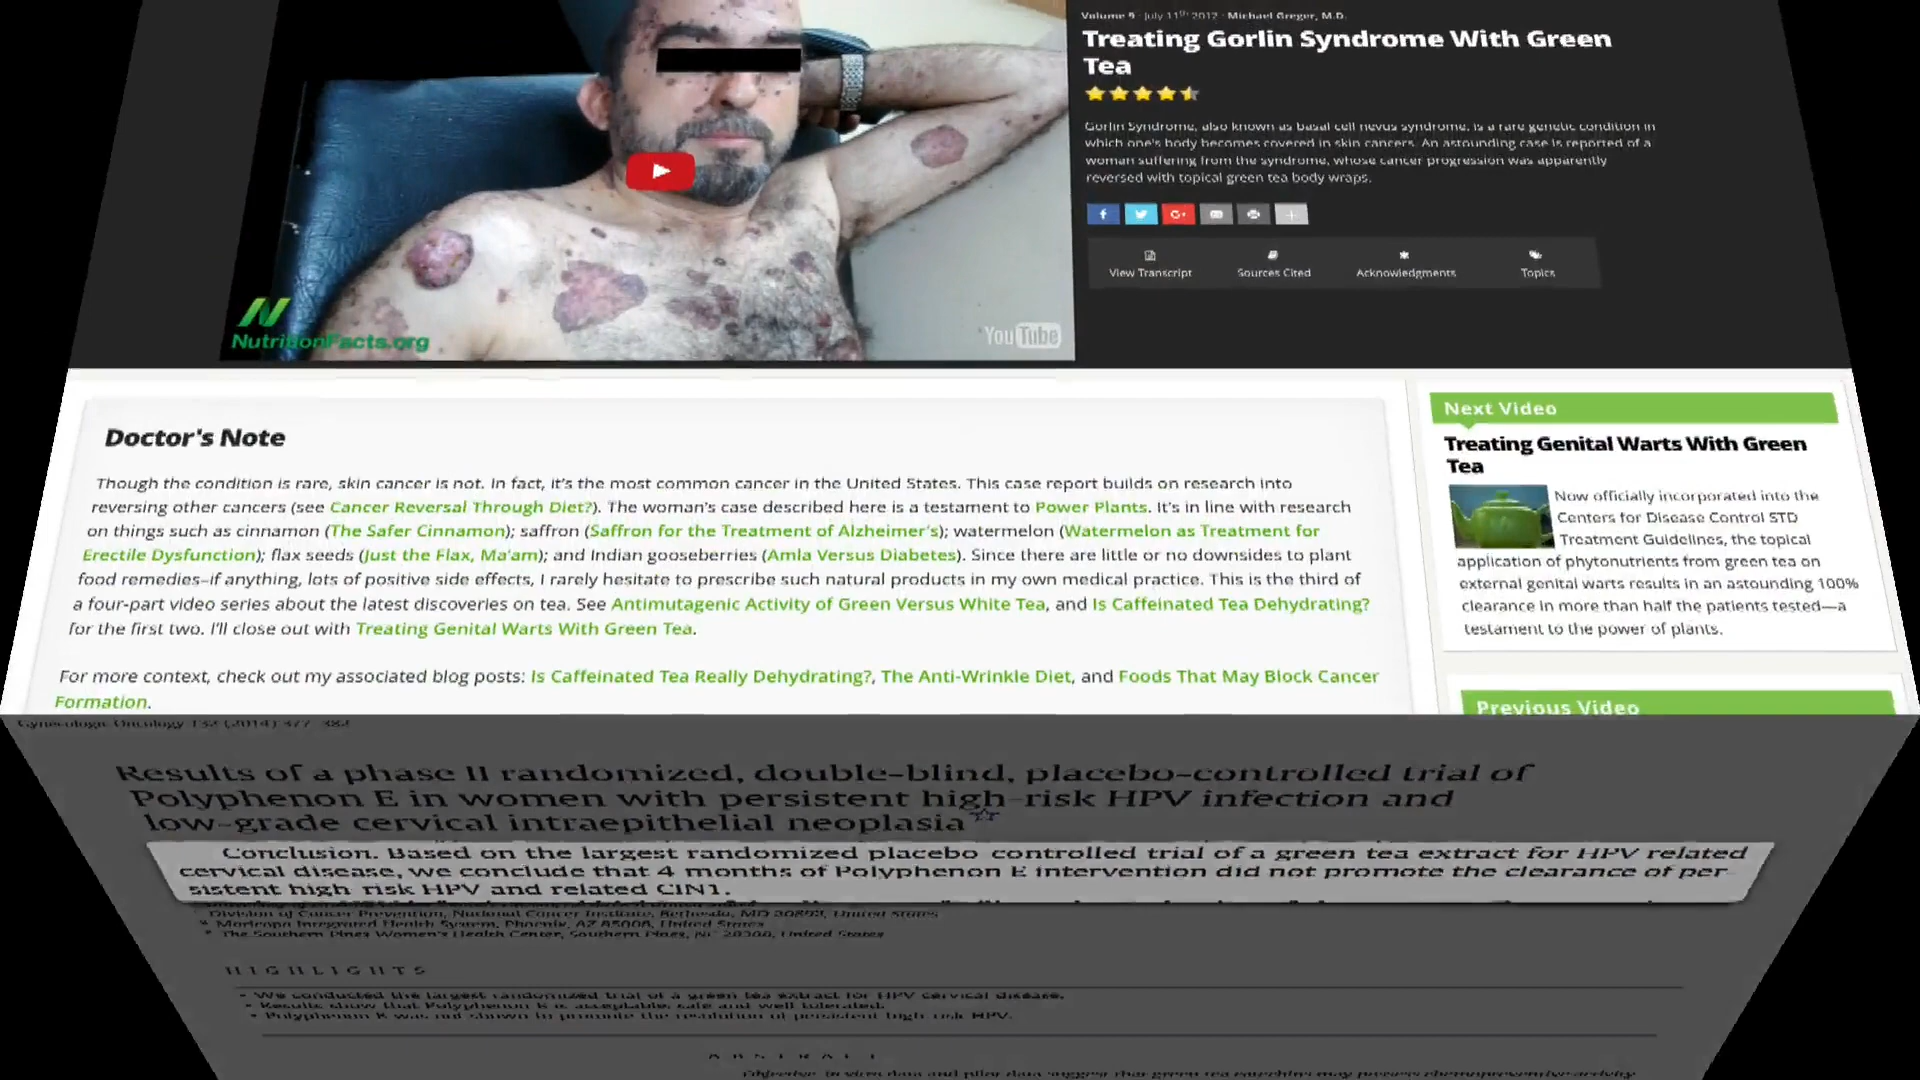 Volume 9 · July 11th 2012 · Michael Greger, M.D.
Treating Gorlin Syndrome With Green
Tea
Gorlin Syndrome, also known as basal cell nevus syndrome, is a rare genetic condition in
which one's body becomes covered in skin cancers. An astounding case is reported of a
woman suffering from the syndrome, whose cancer progression was apparently
reversed with topical green tea body wraps.
View Transcript
Sources Cited
Acknowledgments
Topics
NutritionFacts.org
YouTube
Doctor's Note
Though the condition is rare, skin cancer is not. In fact, it's the most common cancer in the United States. This case report builds on research into
reversing other cancers (see Cancer Reversal Through Diet?). The woman's case described here is a testament to Power Plants. It's in line with research
on things such as cinnamon (The Safer Cinnamon); saffron (Saffron for the Treatment of Alzheimer's); watermelon (Watermelon as Treatment for
Erectile Dysfunction); flax seeds (Just the Flax, Ma'am); and Indian gooseberries (Amla Versus Diabetes). Since there are little or no downsides to plant
food remedies–if anything, lots of positive side effects, I rarely hesitate to prescribe such natural products in my own medical practice. This is the third of
a four-part video series about the latest discoveries on tea. See Antimutagenic Activity of Green Versus White Tea, and Is Caffeinated Tea Dehydrating?
for the first two. I'll close out with Treating Genital Warts With Green Tea.
For more context, check out my associated blog posts: Is Caffeinated Tea Really Dehydrating?, The Anti-Wrinkle Diet, and Foods That May Block Cancer
Formation.
Next Video
Treating Genital Warts With Green
Tea
Now officially incorporated into the
Centers for Disease Control STD
Treatment Guidelines, the topical
application of phytonutrients from green tea on
external genital warts results in an astounding 100%
clearance in more than half the patients tested—a
testament to the power of plants.
Previous Video
Gynecologic Oncology 132 (2014) 377–382
Results of a phase II randomized, double-blind, placebo-controlled trial of
Polyphenon E in women with persistent high-risk HPV infection and
low-grade cervical intraepithelial neoplasia
Conclusion. Based on the largest randomized placebo controlled trial of a green tea extract for HPV related
cervical disease, we conclude that 4 months of Polyphenon E intervention did not promote the clearance of per-
sistent high risk HPV and related CIN1.
Division of Cancer Prevention, National Cancer Institute, Bethesda, MD 20892, United States
Maricopa Integrated Health System, Phoenix, AZ 85008, United States
The Southern Pines Women's Health Center, Southern Pines, NC 28388, United States
HIGHLIGHTS
• We conducted the largest randomized trial of a green tea extract for HPV cervical disease.
• Results show that Polyphenon E is acceptable, safe and well tolerated.
• Polyphenon E was not shown to promote the resolution of persistent high risk HPV.
ABSTRACT
Objective. In vitro data and pilot data suggest that green tea catechins may possess chemopreventive activity